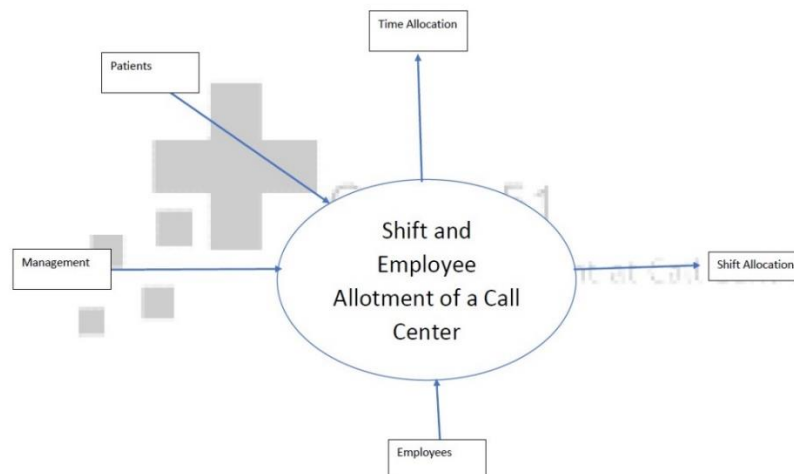 Time Allocation
Patients
Shift and
Employee
Allotment of a Call
Center
Management
Shift Allocation
Employees